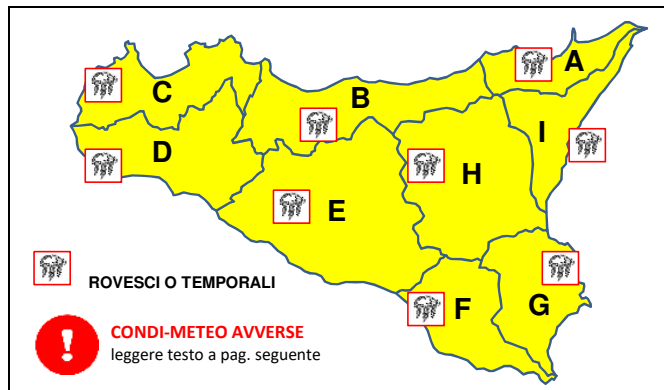 A
C
B
I
D
H
E
ROVESCI O TEMPORALI
F
G
CONDI-METEO AVVERSE
leggere testo a pag. seguente